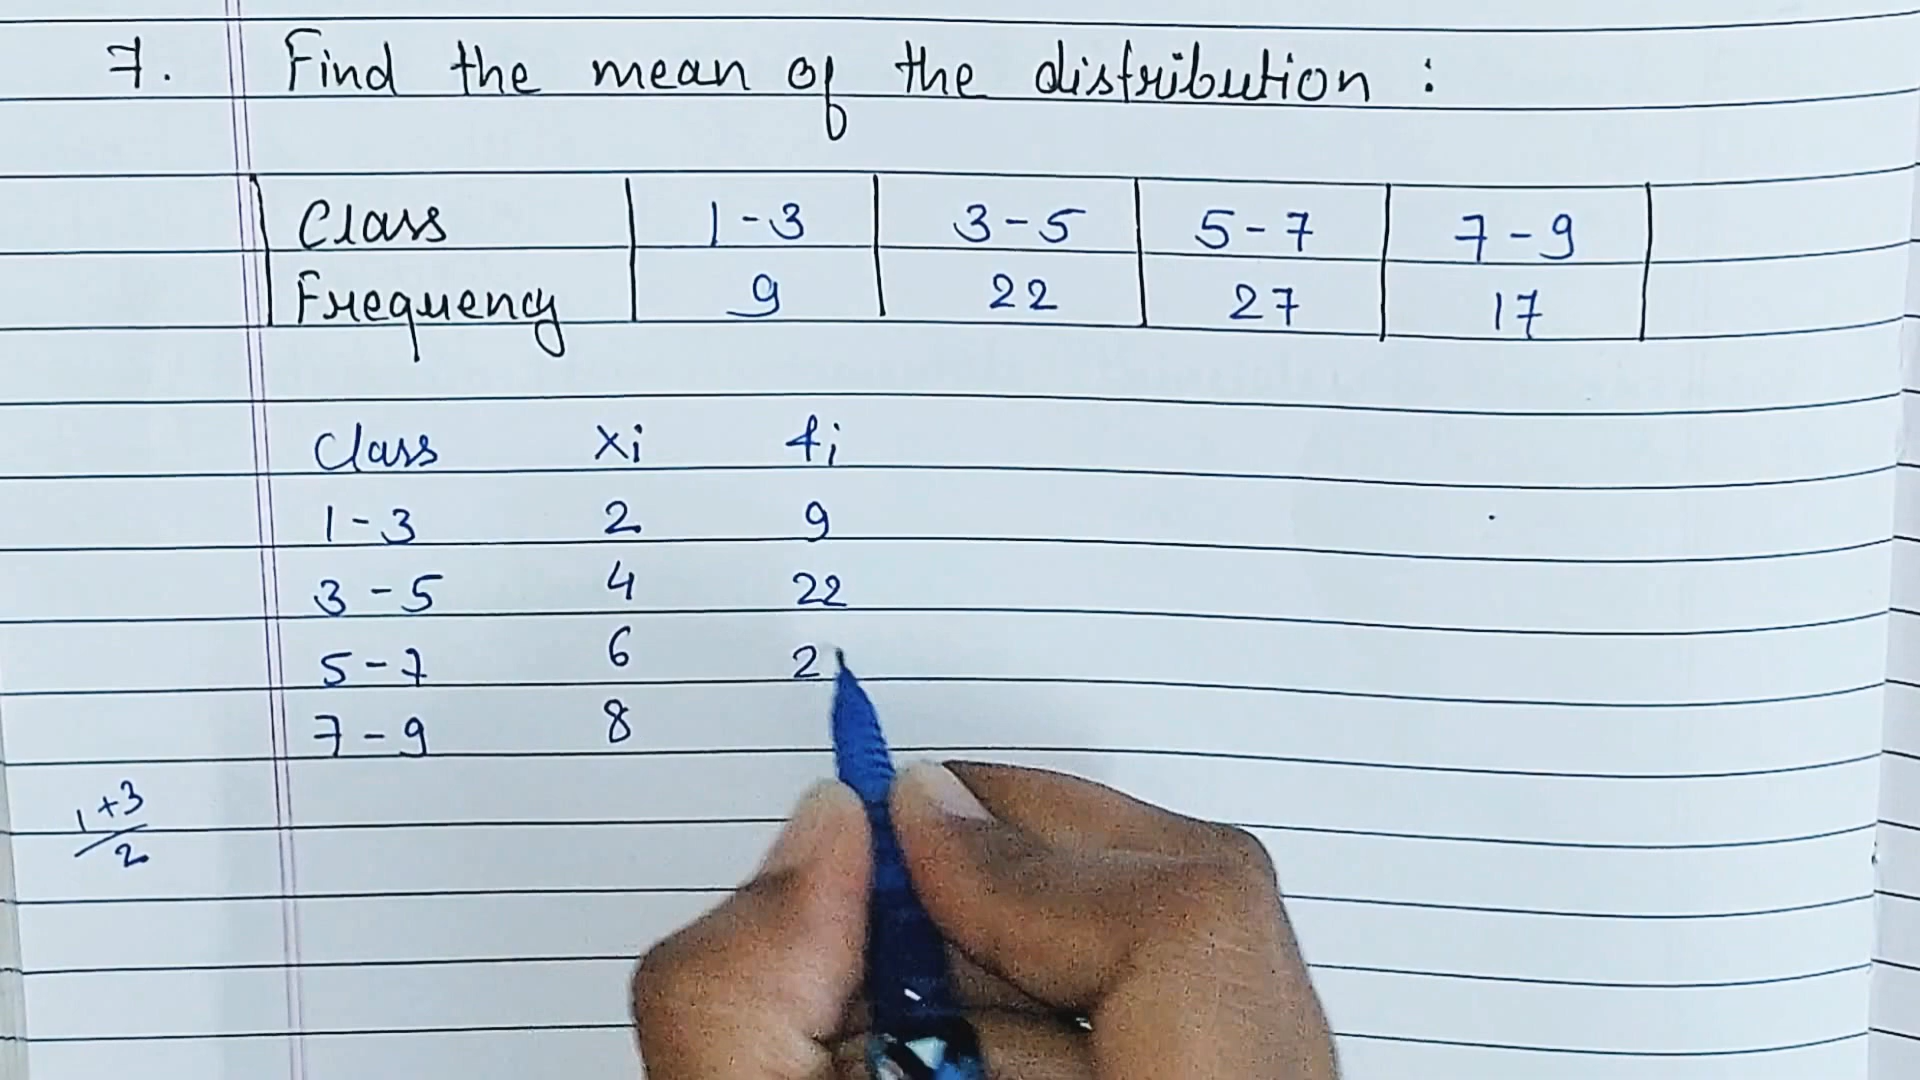 7. Find the mean of the distribution :
Class 1-3 3-5 5-7 7-9
Frequency 9 22 27 17
Class xi fi
1-3 2 9
3-5 4 22
5-7 6 2
7-9 8
1+3
2